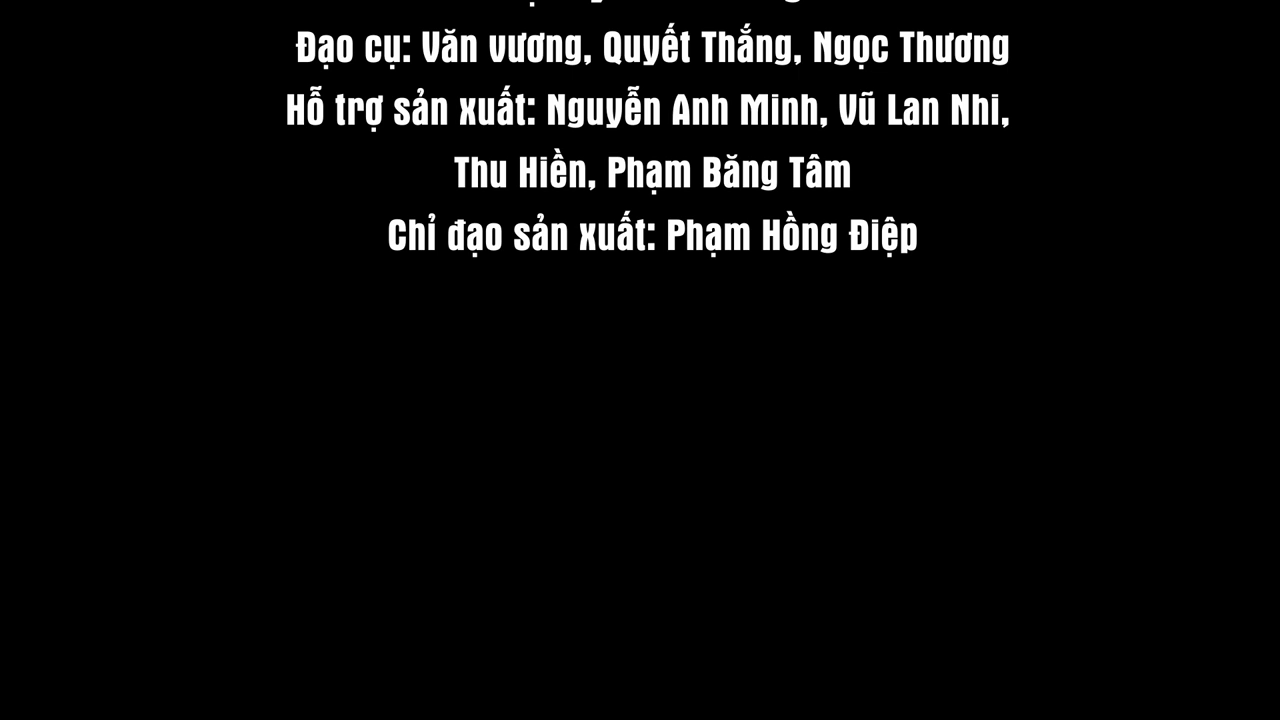 Đạo cụ: Văn vương, Quyết Thắng, Ngọc Thương
Hỗ trợ sản xuất: Nguyễn Anh Minh, Vũ Lan Nhi,
Thu Hiền, Phạm Băng Tâm
Chỉ đạo sản xuất: Phạm Hồng Điệp